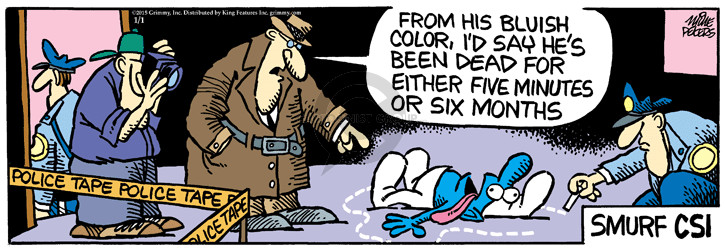 ©2015 Grimmy, Inc. Distributed by King Features Inc. grimmy.com
1/1
FROM HIS BLUISH
COLOR, I'D SAY HE'S
BEEN DEAD FOR
EITHER FIVE MINUTES
OR SIX MONTHS
MIKE
PETERS
POLICE TAPE POLICE TAPE P
OLICE TAPE
SMURF CSI